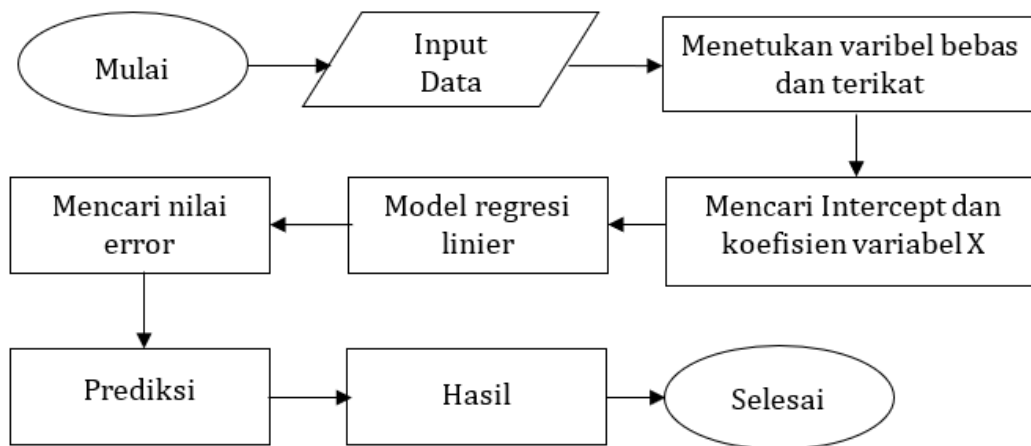 Mulai
Input
Data
Menetukan varibel bebas
dan terikat
Mencari Intercept dan
koefisien variabel X
Model regresi
linier
Mencari nilai
error
Prediksi
Hasil
Selesai